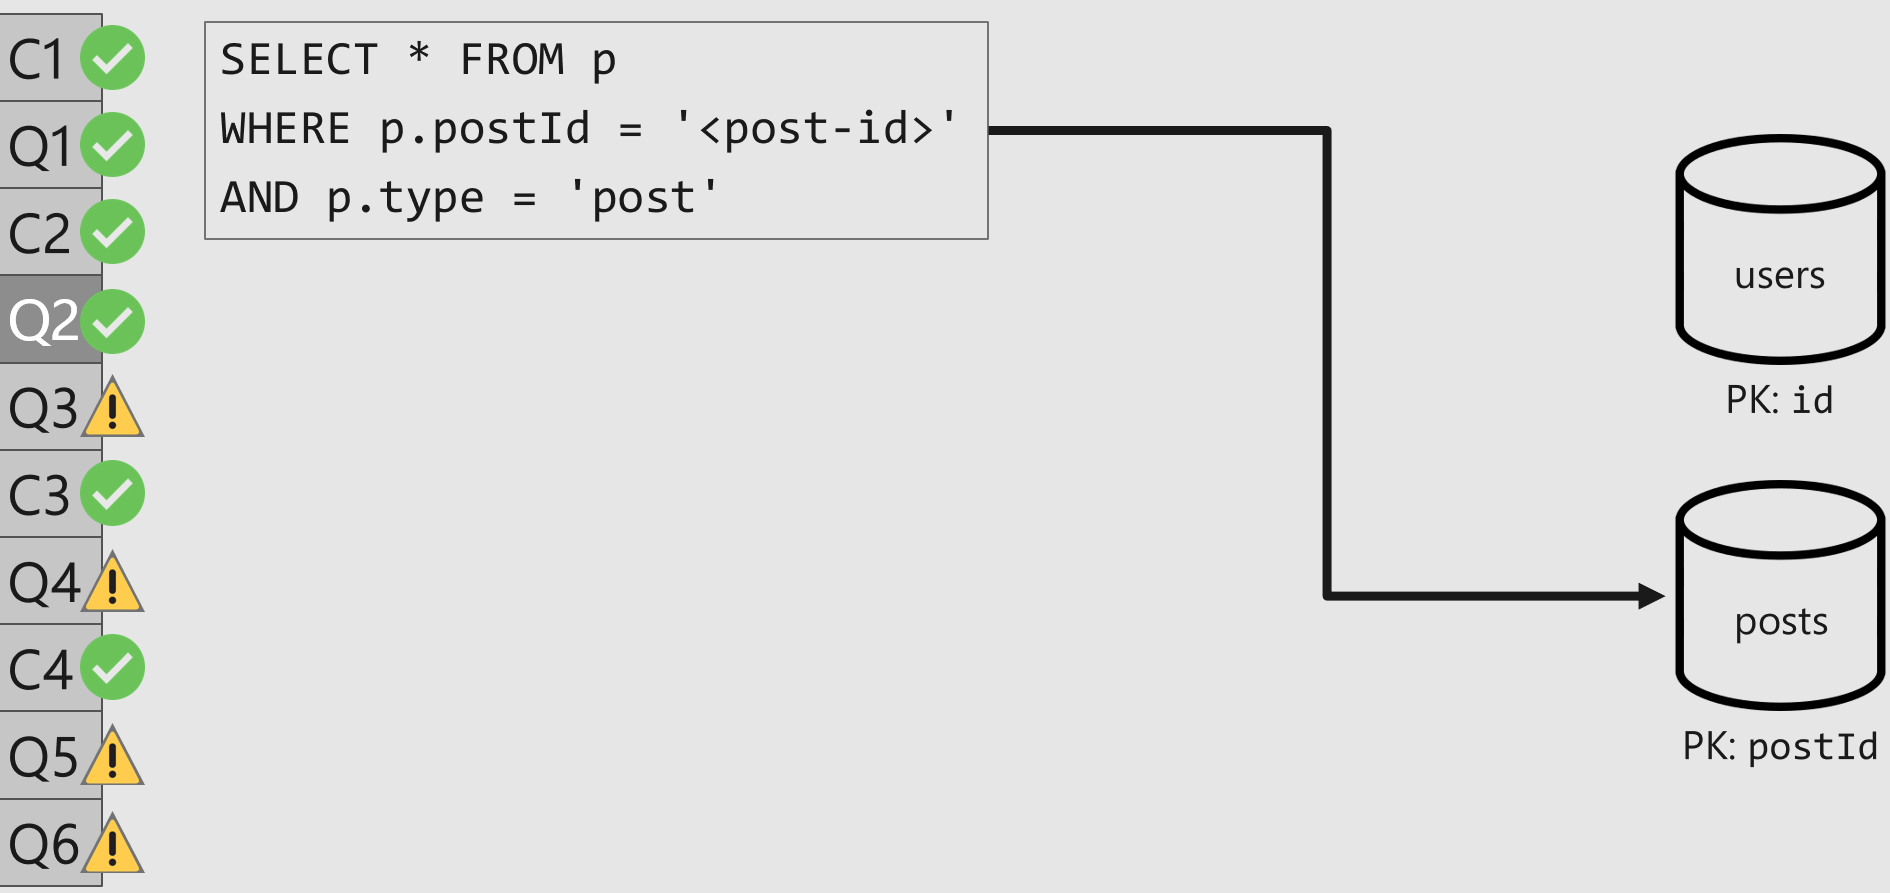 C1
Q1
C2
Q2
Q3
C3
Q4
C4
Q5
Q6
SELECT * FROM p
WHERE p.postId = '<post-id>'
AND p.type = 'post'
users
PK: id
posts
PK: postId